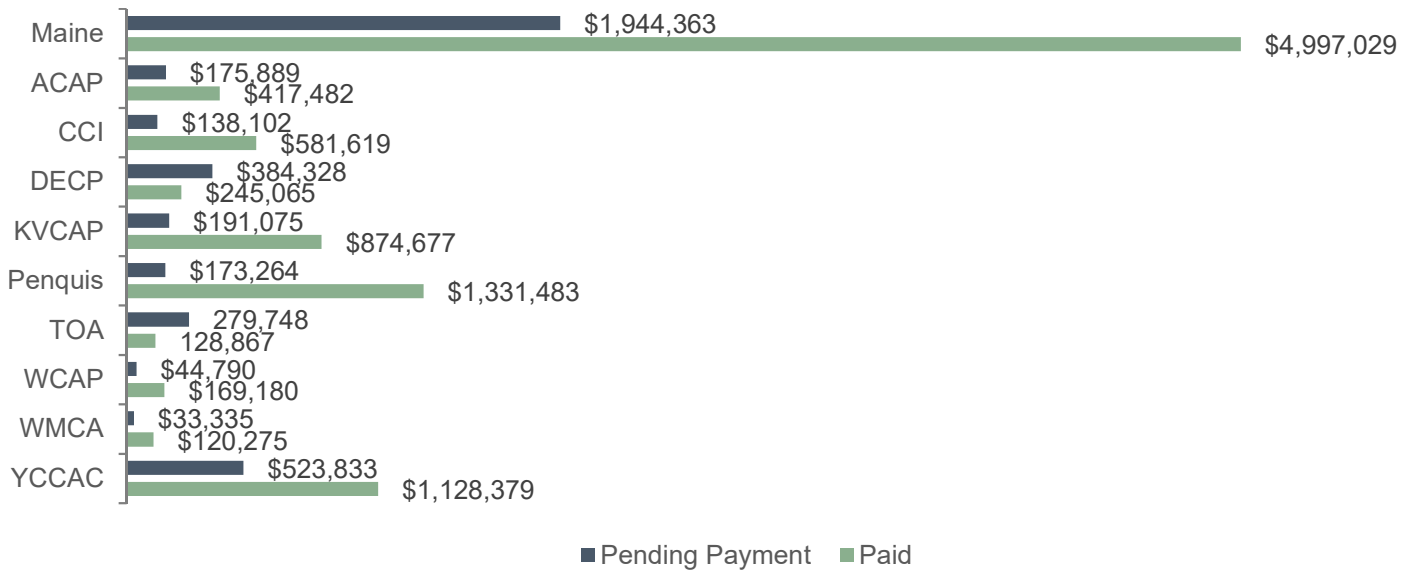 Maine
$1,944,363
$4,997,029
ACAP
$175,889
$417,482
CCI
$138,102
$581,619
DECP
$384,328
$245,065
KVCAP
$191,075
$874,677
Penquis
$173,264
$1,331,483
TOA
279,748
128,867
WCAP
$44,790
$169,180
WMCA
$33,335
$120,275
YCCAC
$523,833
$1,128,379
Pending Payment Paid